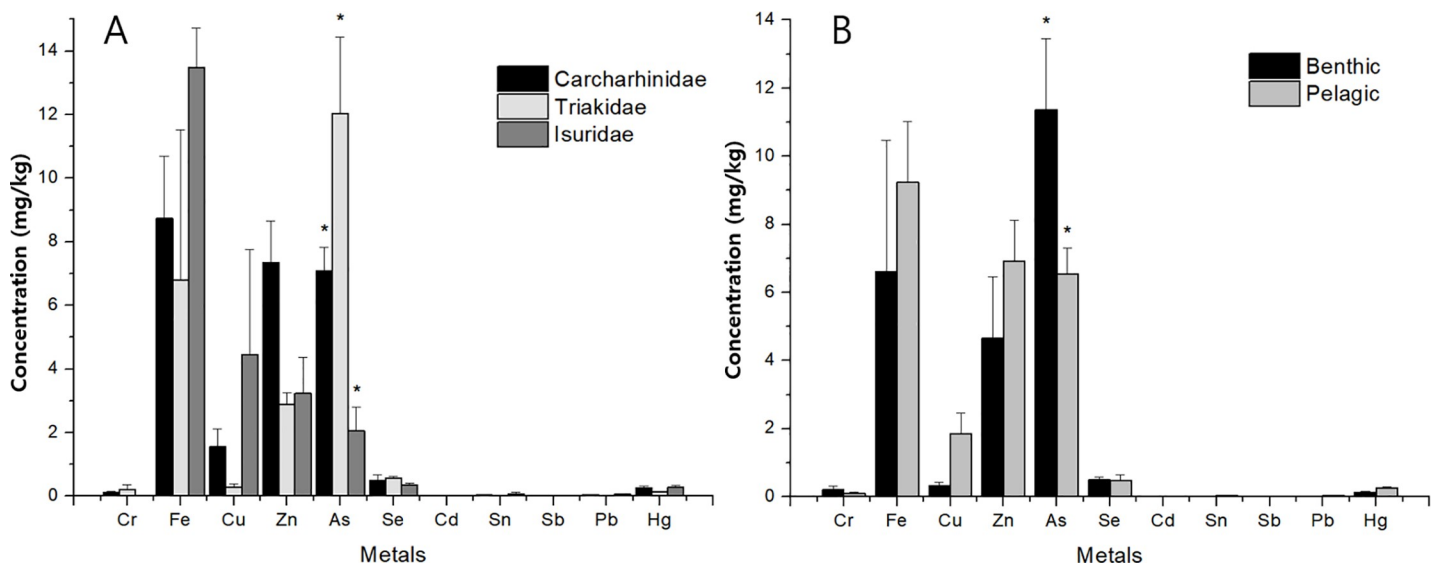 A
Concentration (mg/kg)
14
12
10
8
6
4
2
0
*
*
*
Carcharhinidae
Triakidae
Isuridae
Cr Fe Cu Zn As Se Cd Sn Sb Pb Hg
Metals
B
Concentration (mg/kg)
14
12
10
8
6
4
2
0
*
*
Benthic
Pelagic
Cr Fe Cu Zn As Se Cd Sn Sb Pb Hg
Metals